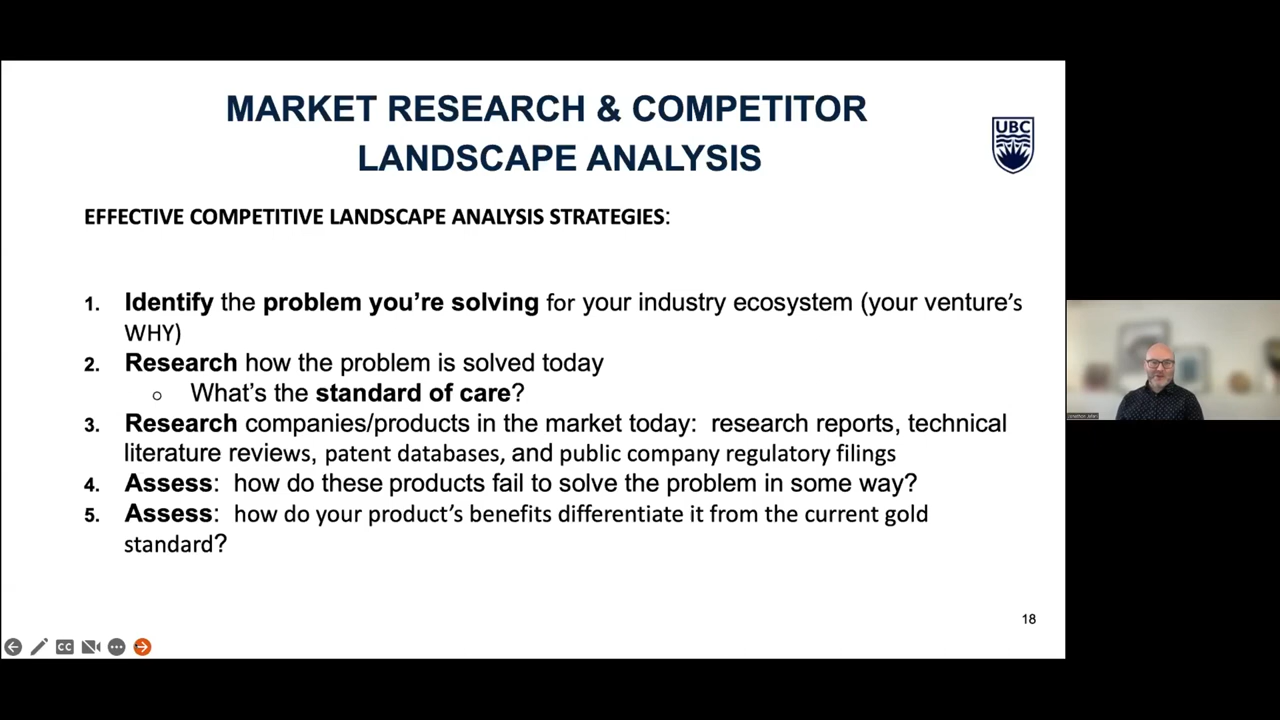 MARKET RESEARCH & COMPETITOR
LANDSCAPE ANALYSIS
UBC
EFFECTIVE COMPETITIVE LANDSCAPE ANALYSIS STRATEGIES:
1. Identify the problem you’re solving for your industry ecosystem (your venture’s
WHY)
2. Research how the problem is solved today
○ What’s the standard of care?
3. Research companies/products in the market today: research reports, technical
literature reviews, patent databases, and public company regulatory filings
4. Assess: how do these products fail to solve the problem in some way?
5. Assess: how do your product’s benefits differentiate it from the current gold
standard?
18
CC